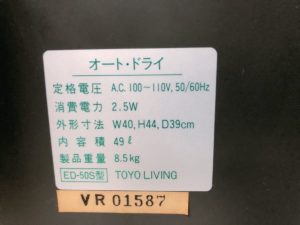 オート・ドライ
定格電圧 A.C.100～110V,50/60Hz
消費電力 2.5W
外形寸法 W40,H44,D39cm
内容積 49ℓ
製品重量 8.5kg
ED-50S型 TOYO LIVING
VR01587